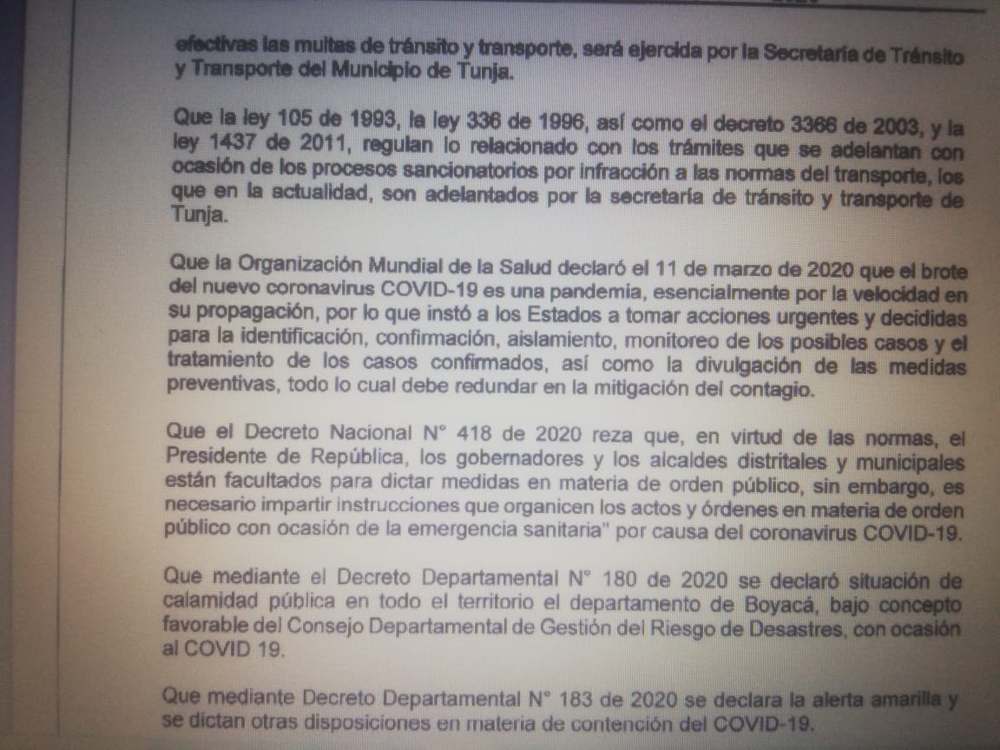 efectivas las multas de tránsito y transporte, será ejercida por la Secretaría de Tránsito
y Transporte del Municipio de Tunja.
Que la ley 105 de 1993, la ley 336 de 1996, así como el decreto 3366 de 2003, y la
ley 1437 de 2011, regulan lo relacionado con los trámites que se adelantan con
ocasión de los procesos sancionatorios por infracción a las normas del transporte, los
que en la actualidad, son adelantados por la secretaría de tránsito y transporte de
Tunja.
Que la Organización Mundial de la Salud declaró el 11 de marzo de 2020 que el brote
del nuevo coronavirus COVID-19 es una pandemia, esencialmente por la velocidad en
su propagación, por lo que instó a los Estados a tomar acciones urgentes y decididas
para la identificación, confirmación, aislamiento, monitoreo de los posibles casos y el
tratamiento de los casos confirmados, así como la divulgación de las medidas
preventivas, todo lo cual debe redundar en la mitigación del contagio.
Que el Decreto Nacional N° 418 de 2020 reza que, en virtud de las normas, el
Presidente de República, los gobernadores y los alcaldes distritales y municipales
están facultados para dictar medidas en materia de orden público, sin embargo, es
necesario impartir instrucciones que organicen los actos y órdenes en materia de orden
público con ocasión de la emergencia sanitaria" por causa del coronavirus COVID-19.
Que mediante el Decreto Departamental N° 180 de 2020 se declaró situación de
calamidad pública en todo el territorio el departamento de Boyacá, bajo concepto
favorable del Consejo Departamental de Gestión del Riesgo de Desastres, con ocasión
al COVID 19.
Que mediante Decreto Departamental N° 183 de 2020 se declara la alerta amarilla y
se dictan otras disposiciones en materia de contención del COVID-19.